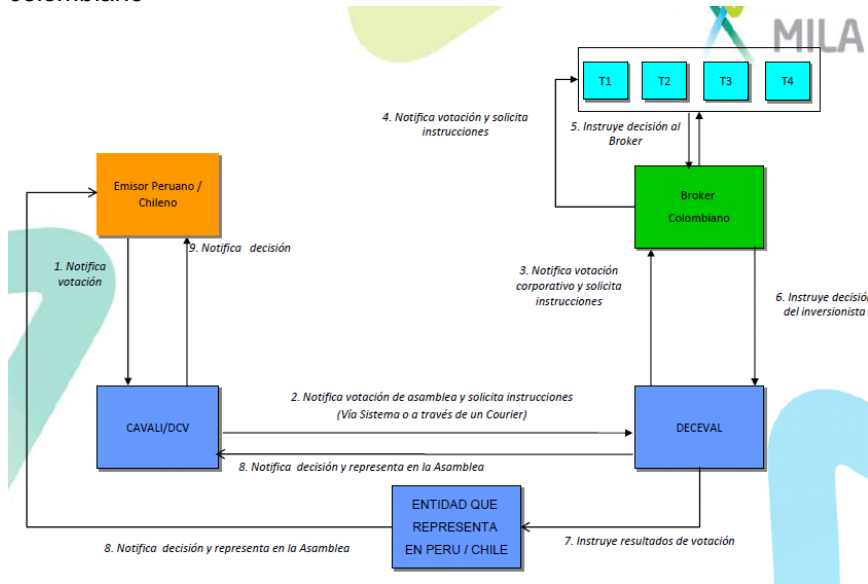 colombiano
MILA
T1 T2 T3 T4
4. Notifica votación y solicita
instrucciones
5. Instruye decisión al
Broker
Emisor Peruano /
Chileno
Broker
Colombiano
9. Notifica decisión
1. Notifica
votación
3. Notifica votación
corporativo y solicita
instrucciones
6. Instruye decisión
del inversionista
2. Notifica votación de asamblea y solicita instrucciones
(Vía Sistema o a través de un Courier)
CAVALI/DCV
DECEVAL
8. Notifica decisión y representa en la Asamblea
ENTIDAD QUE
REPRESENTA
EN PERU / CHILE
7. Instruye resultados de votación
8. Notifica decisión y representa en la Asamblea